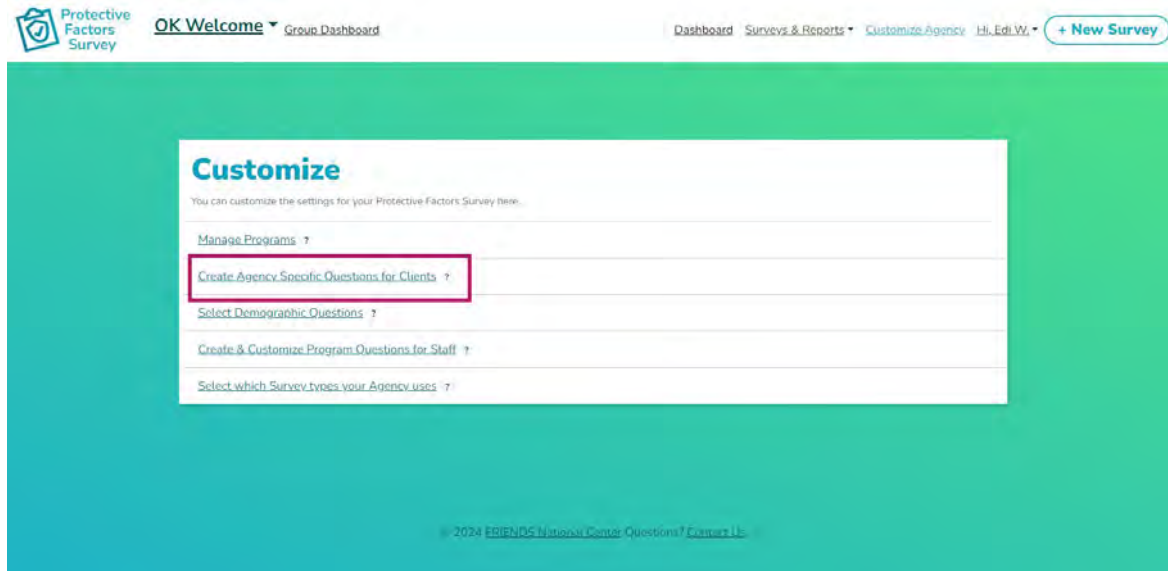 Protective
Factors
Survey
OK Welcome Group Dashboard
Dashboard Surveys & Reports Customize Agency Hi, Edi W. + New Survey
Customize
You can customize the settings for your Protective Factors Survey here.
Manage Programs ?
Create Agency Specific Questions for Clients ?
Select Demographic Questions ?
Create & Customize Program Questions for Staff ?
Select which Survey types your Agency uses ?
© 2024 FRIENDS National Center Questions? Contact Us.